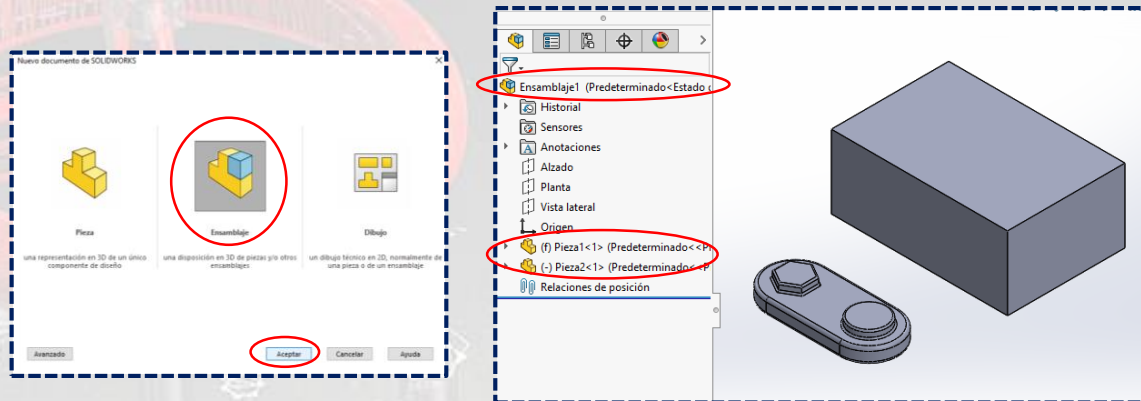 Nuevo documento de SOLIDWORKS
Pieza
una representación en 3D de un único
componente de diseño
Ensamblaje
una disposición en 3D de piezas y/o otros
ensamblajes
Dibujo
un dibujo técnico en 2D, normalmente de
una pieza o de un ensamblaje
Avanzado
Aceptar
Cancelar
Ayuda
Ensamblaje1 (Predeterminado<Estado
Historial
Sensores
Anotaciones
Alzado
Planta
Vista lateral
Origen
(f) Pieza1<1> (Predeterminado<<
(-) Pieza2<1> (Predeterminado<<P
Relaciones de posición